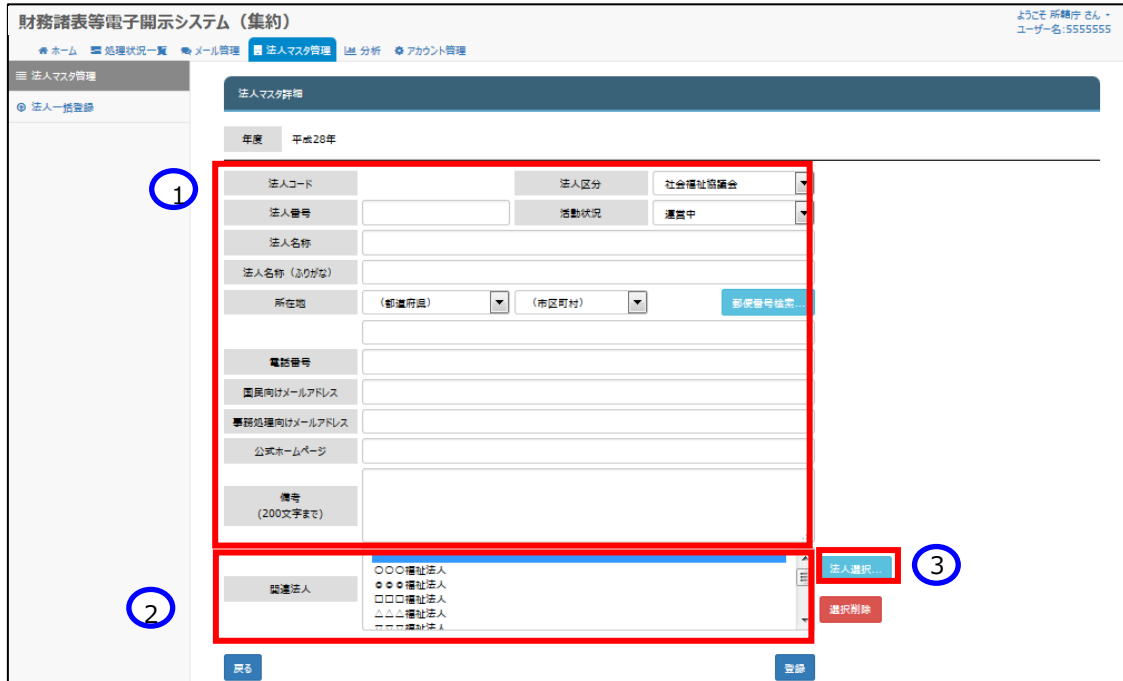 財務諸表等電子開示システム（集約）
ようこそ 所轄庁 さん
ユーザー名:5555555
ホーム 処理状況一覧 メール管理 法人マスタ管理 分析 アカウント管理
法人マスタ管理
法人一括登録
法人マスタ詳細
年度 平成28年
1
法人コード 法人区分 社会福祉協議会
法人番号 活動状況 運営中
法人名称
法人名称（ふりがな）
所在地 （都道府県） （市区町村） 郵便番号検索...
電話番号
国民向けメールアドレス
事務処理向けメールアドレス
公式ホームページ
備考
(200文字まで)
2
関連法人
○○○福祉法人
◎◎◎福祉法人
□□□福祉法人
△△△福祉法人
▽▽▽福祉法人
法人選択...
3
選択削除
戻る 登録